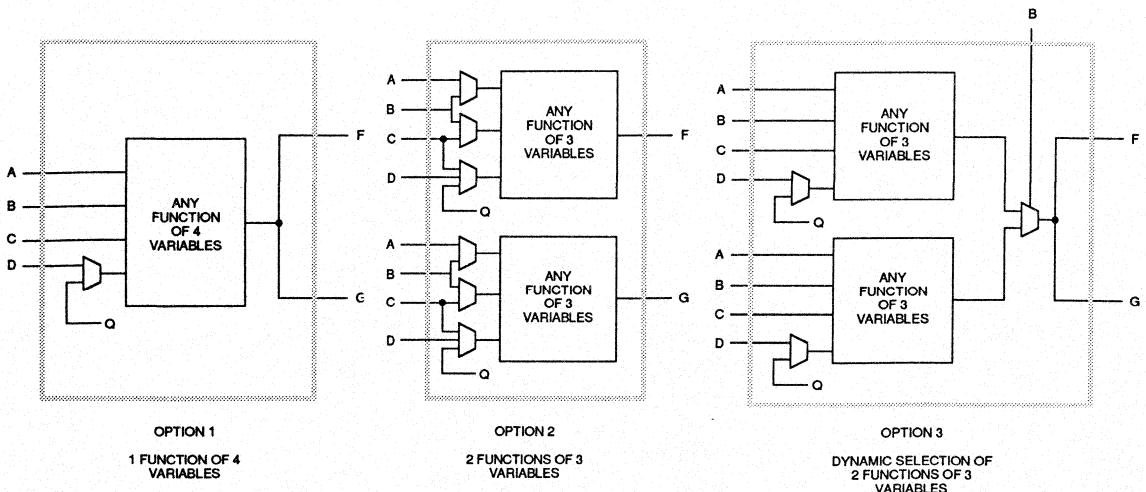 A
B
C
D
Q
ANY
FUNCTION
OF 4
VARIABLES
F
G
OPTION 1
1 FUNCTION OF 4
VARIABLES
A
B
C
D
Q
ANY
FUNCTION
OF 3
VARIABLES
F
A
B
C
D
Q
ANY
FUNCTION
OF 3
VARIABLES
G
OPTION 2
2 FUNCTIONS OF 3
VARIABLES
B
A
B
C
D
Q
ANY
FUNCTION
OF 3
VARIABLES
F
A
B
C
D
Q
ANY
FUNCTION
OF 3
VARIABLES
G
OPTION 3
DYNAMIC SELECTION OF
2 FUNCTIONS OF 3
VARIABLES